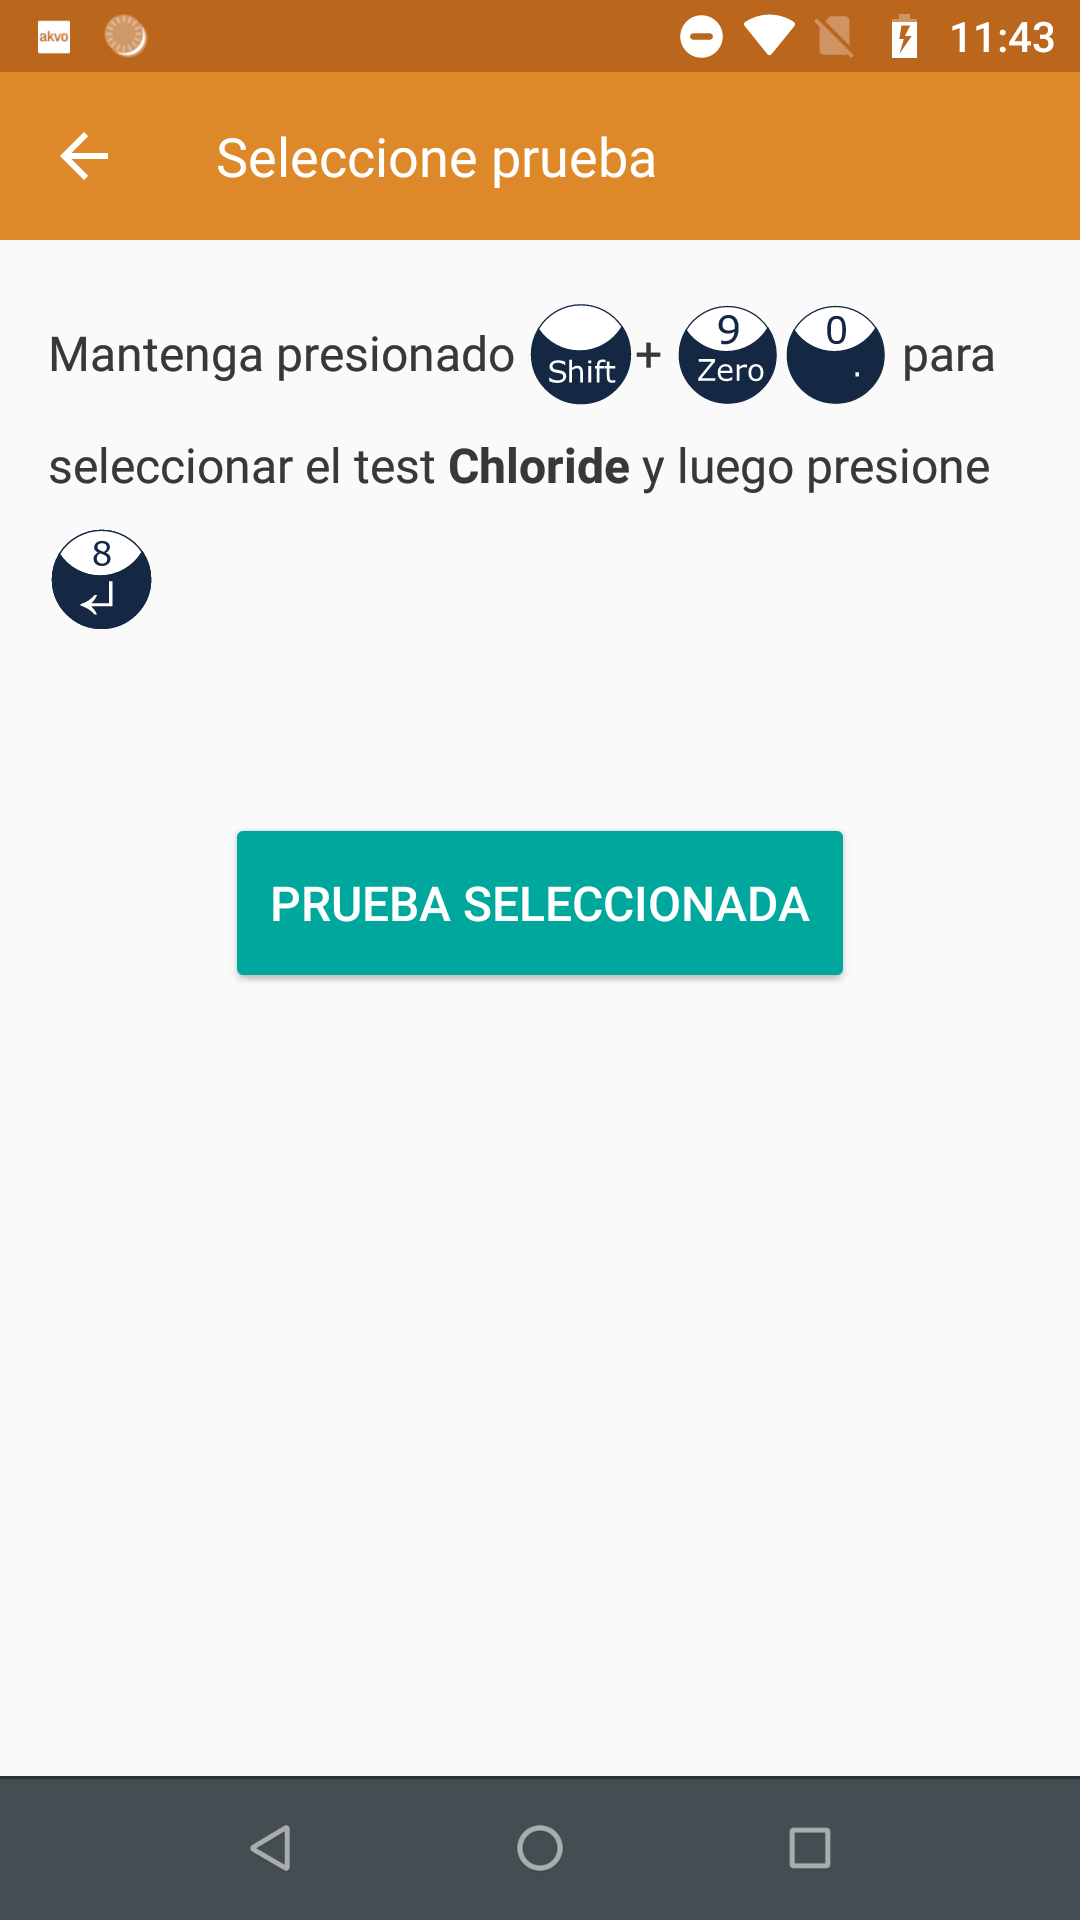 akvo 11:43
Seleccione prueba
Mantenga presionado Shift + 9 Zero 0 . para
seleccionar el test Chloride y luego presione
8
PRUEBA SELECCIONADA